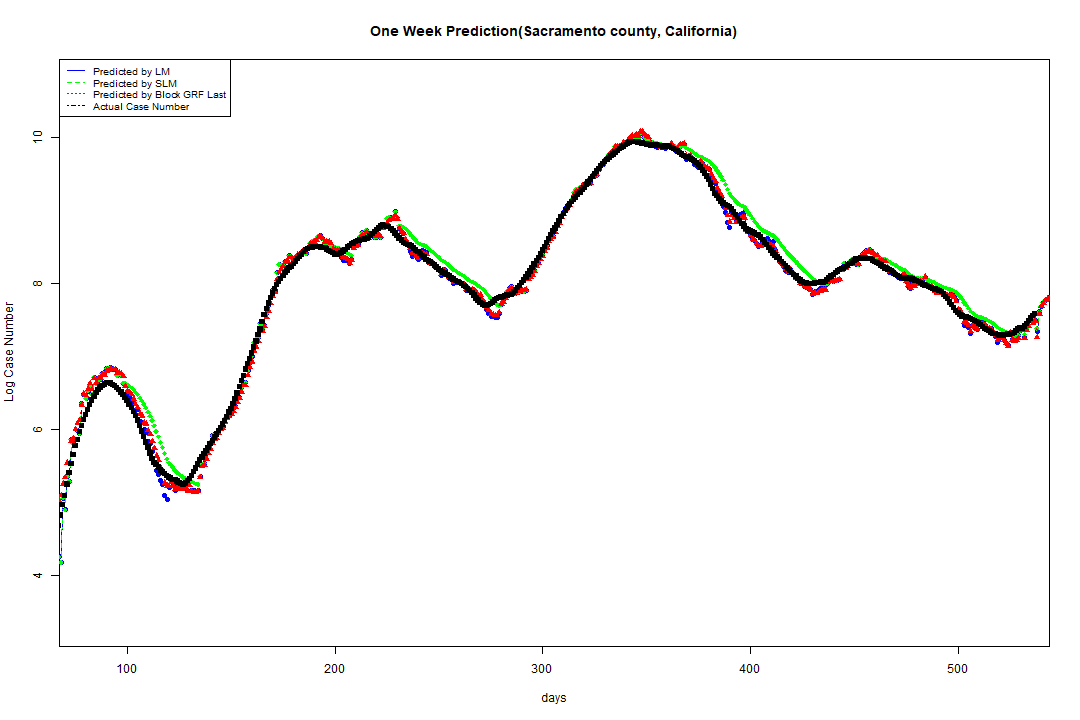 One Week Prediction(Sacramento county, California)
Predicted by LM
Predicted by SLM
Predicted by Block GRF Last
Actual Case Number
10
8
6
4
Log Case Number
100 200 300 400 500
days